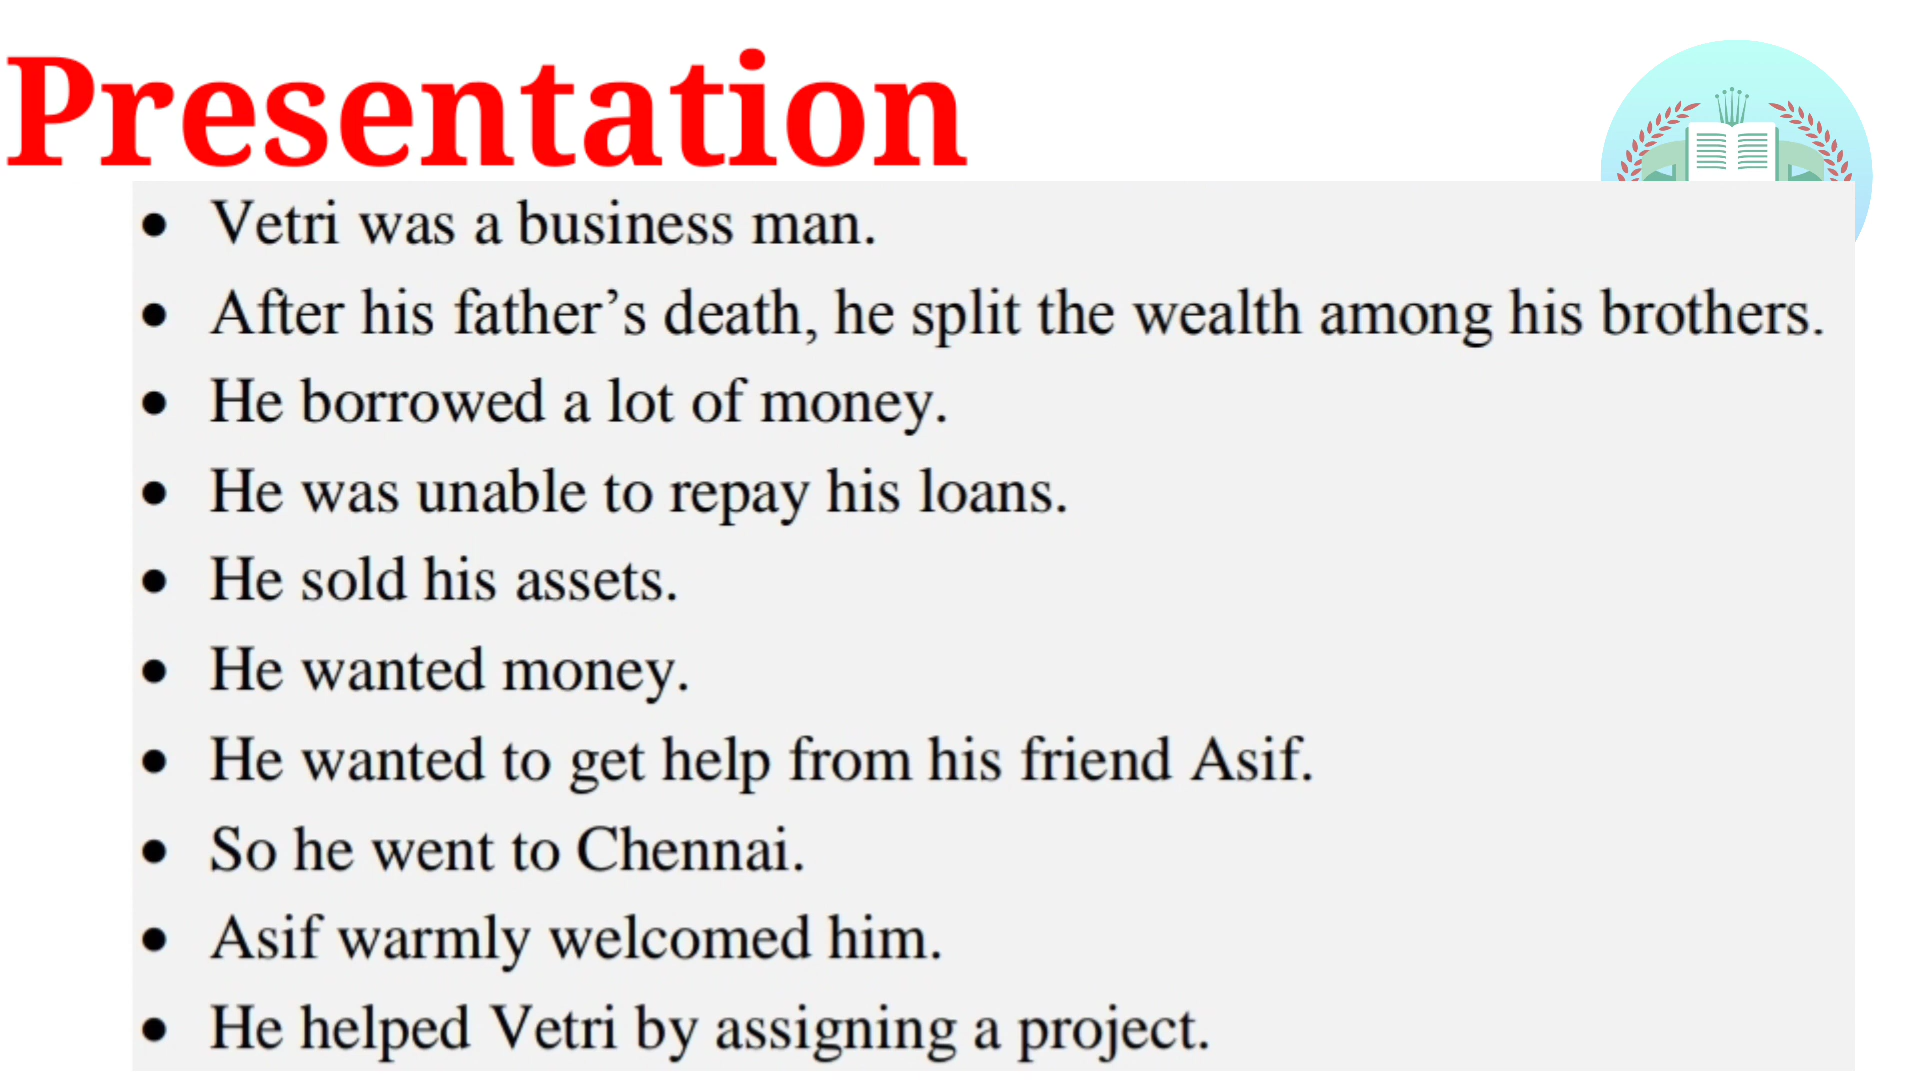 Presentation
● Vetri was a business man.
● After his father’s death, he split the wealth among his brothers.
● He borrowed a lot of money.
● He was unable to repay his loans.
● He sold his assets.
● He wanted money.
● He wanted to get help from his friend Asif.
● So he went to Chennai.
● Asif warmly welcomed him.
● He helped Vetri by assigning a project.